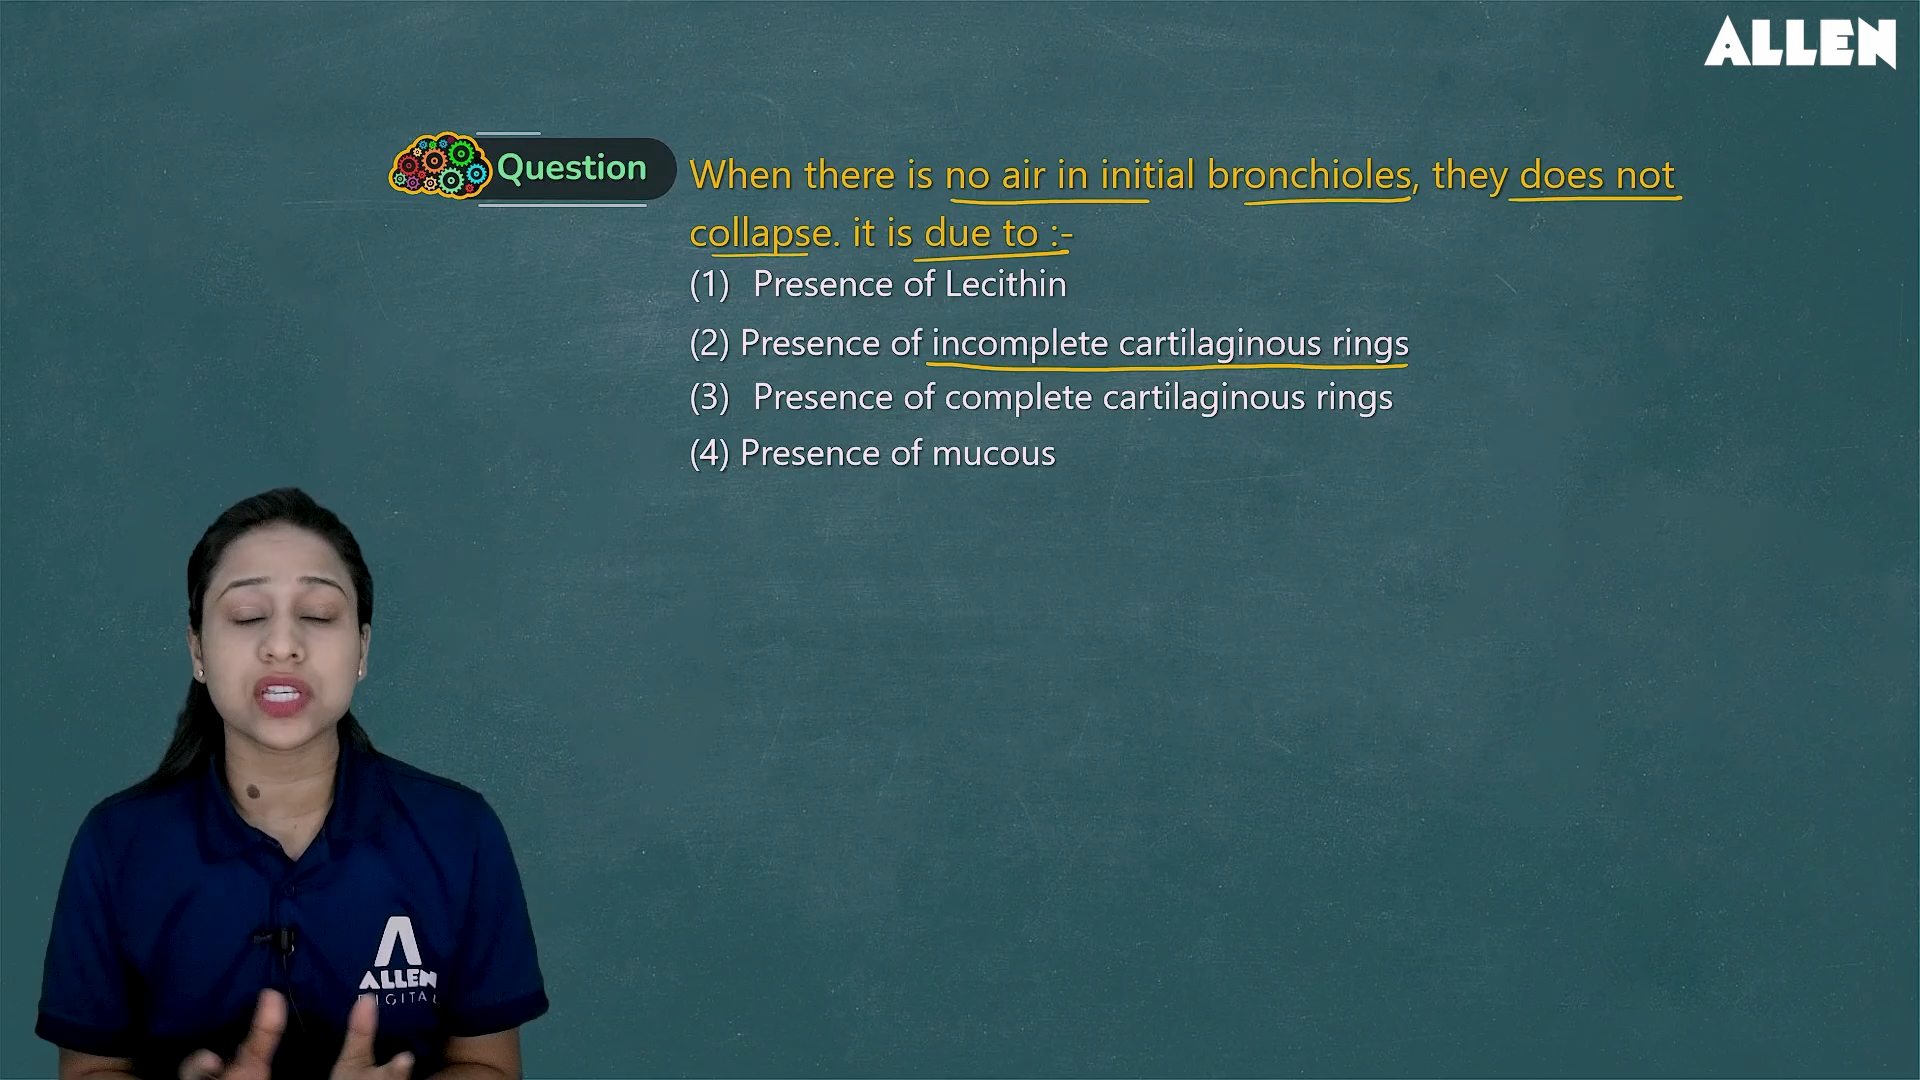 ALLEN
Question
When there is no air in initial bronchioles, they does not
collapse. it is due to :-
(1) Presence of Lecithin
(2) Presence of incomplete cartilaginous rings
(3) Presence of complete cartilaginous rings
(4) Presence of mucous
ALLEN
DIGITAL